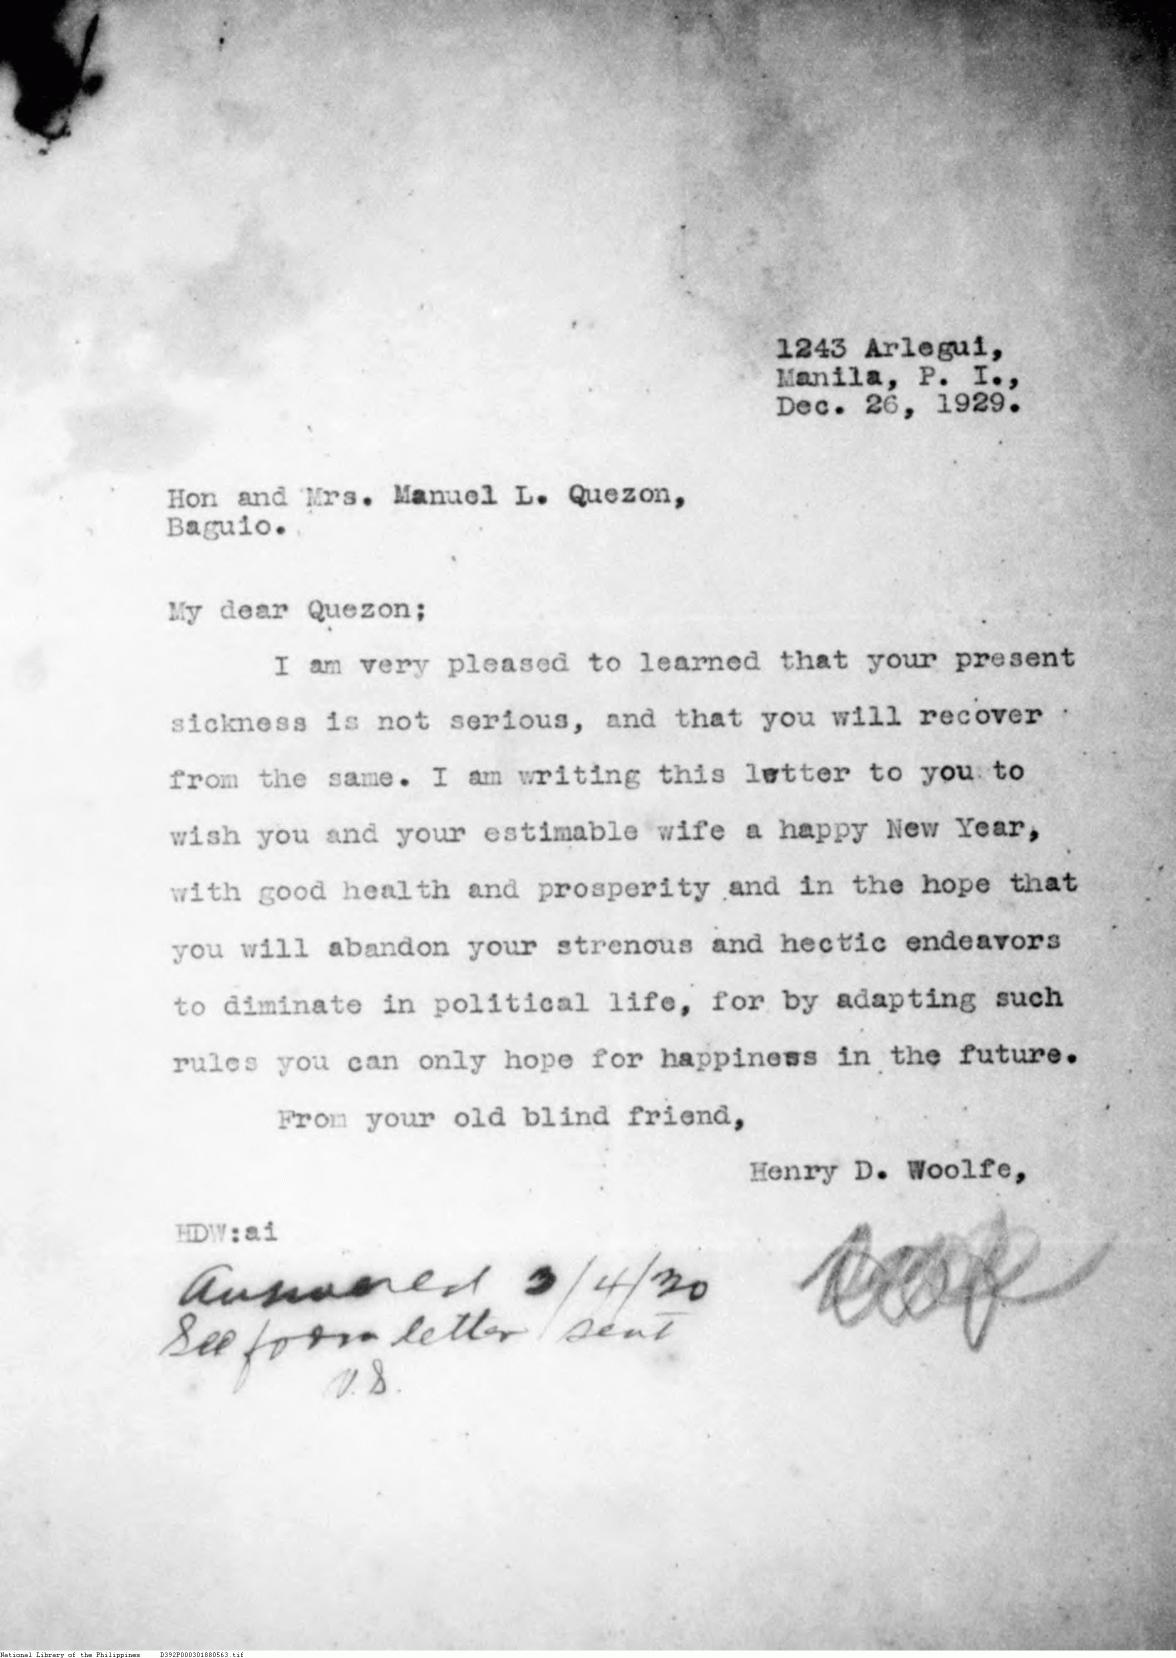 1243 Arlegui,
Manila, P. I.,
Dec. 26, 1929.
Hon and Mrs. Manuel L. Quezon,
Baguio.
My dear Quezon;
I am very pleased to learned that your present
sickness is not serious, and that you will recover
from the same. I am writing this letter to you to
wish you and your estimable wife a happy New Year,
with good health and prosperity and in the hope that
you will abandon your strenous and hectic endeavors
to diminate in political life, for by adapting such
rules you can only hope for happiness in the future.
From your old blind friend,
Henry D. Woolfe,
HDW:ai
Answered 3/4/30
See form letter sent
V.S.
National Library of the Philippines D392P000301880563.tif